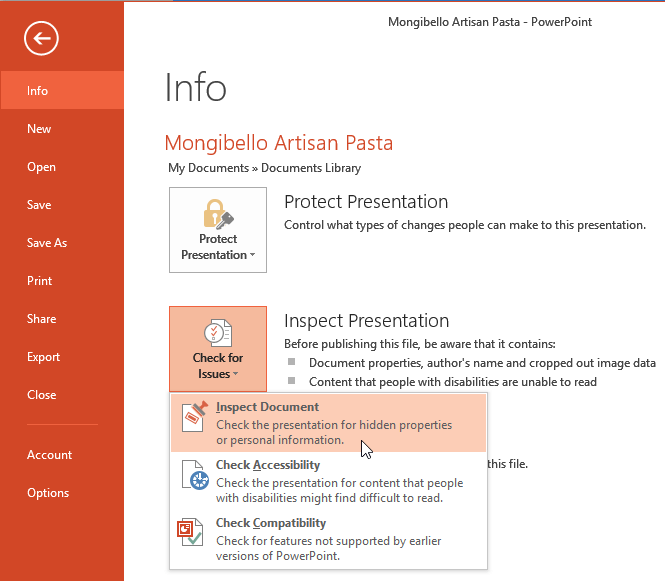 Mongibello Artisan Pasta - PowerPoint
Info
New
Open
Save
Save As
Print
Share
Export
Close
Account
Options
Info
Mongibello Artisan Pasta
My Documents » Documents Library
Protect
Presentation
Protect Presentation
Control what types of changes people can make to this presentation.
Check for
Issues
Inspect Presentation
Before publishing this file, be aware that it contains:
Document properties, author's name and cropped out image data
Content that people with disabilities are unable to read
Inspect Document
Check the presentation for hidden properties
or personal information.
Check Accessibility
Check the presentation for content that people
with disabilities might find difficult to read.
Check Compatibility
Check for features not supported by earlier
versions of PowerPoint.
this file.